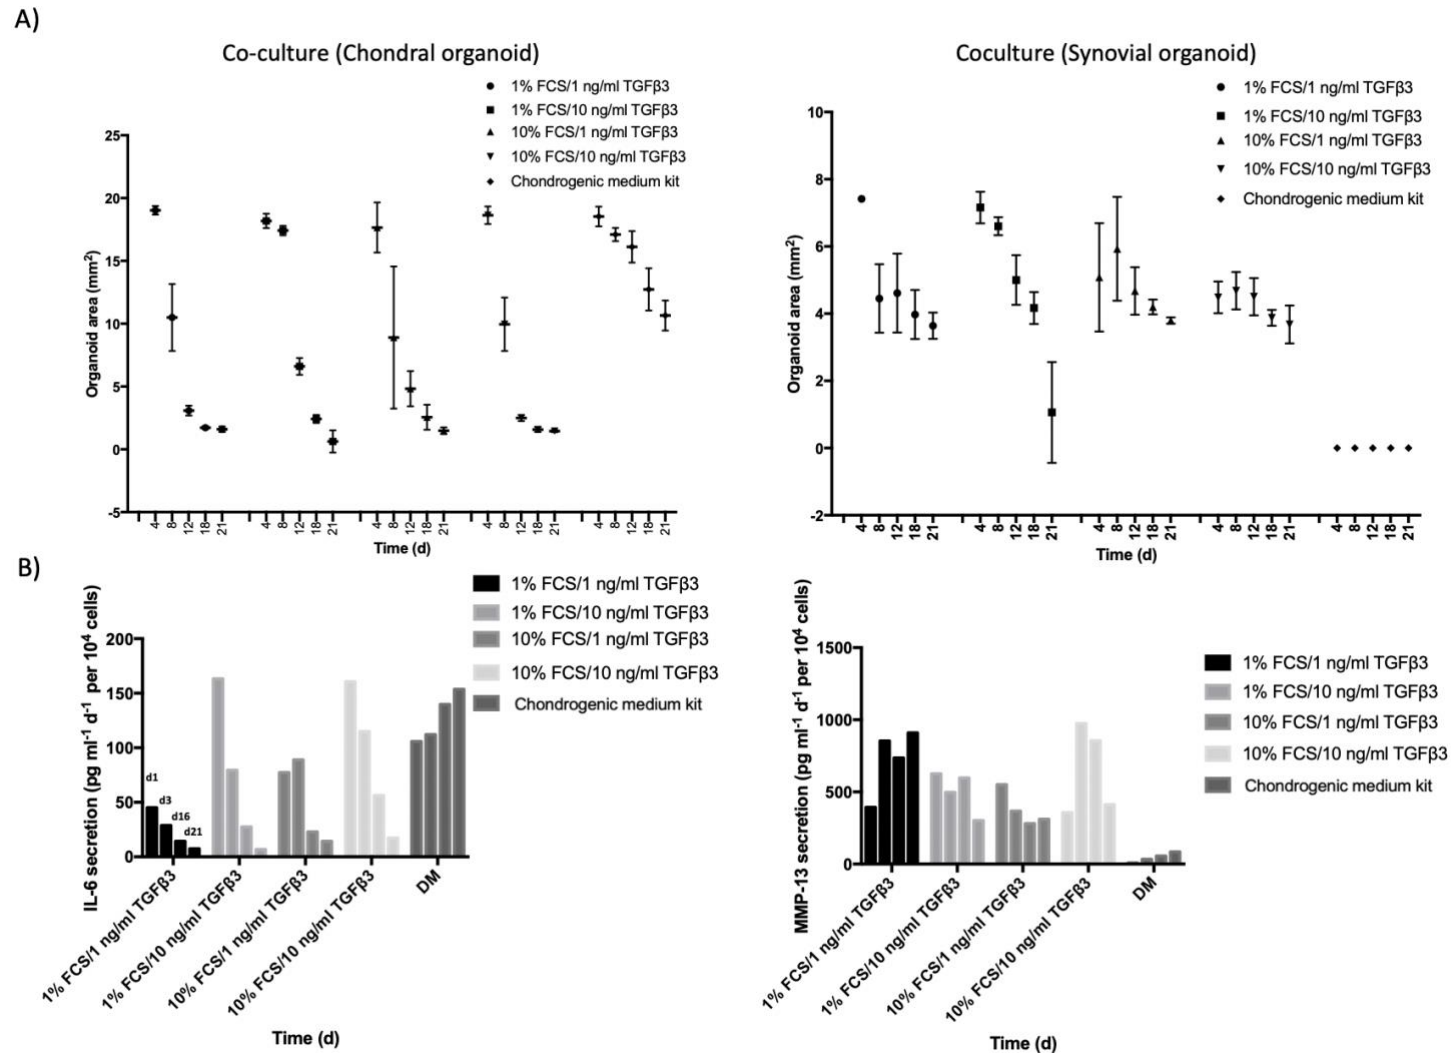 A)
Co-culture (Chondral organoid)
1% FCS/1 ng/ml TGFβ3
1% FCS/10 ng/ml TGFβ3
10% FCS/1 ng/ml TGFβ3
10% FCS/10 ng/ml TGFβ3
Chondrogenic medium kit
Organoid area (mm²)
25
20
15
10
5
0
-5
4 8 12 18 21 4 8 12 18 21 4 8 12 18 21 4 8 12 18 21 4 8 12 18 21
Time (d)
Coculture (Synovial organoid)
1% FCS/1 ng/ml TGFβ3
1% FCS/10 ng/ml TGFβ3
10% FCS/1 ng/ml TGFβ3
10% FCS/10 ng/ml TGFβ3
Chondrogenic medium kit
Organoid area (mm²)
10
8
6
4
2
0
-2
4 8 12 18 21 4 8 12 18 21 4 8 12 18 21 4 8 12 18 21 4 8 12 18 21
Time (d)
B)
1% FCS/1 ng/ml TGFβ3
1% FCS/10 ng/ml TGFβ3
10% FCS/1 ng/ml TGFβ3
10% FCS/10 ng/ml TGFβ3
Chondrogenic medium kit
IL-6 secretion (pg ml⁻¹ d⁻¹ per 10⁴ cells)
200
150
100
50
0
d1
d3
d16
d21
1% FCS/1 ng/ml TGFβ3
1% FCS/10 ng/ml TGFβ3
10% FCS/1 ng/ml TGFβ3
10% FCS/10 ng/ml TGFβ3
DM
Time (d)
1% FCS/1 ng/ml TGFβ3
1% FCS/10 ng/ml TGFβ3
10% FCS/1 ng/ml TGFβ3
10% FCS/10 ng/ml TGFβ3
Chondrogenic medium kit
MMP-13 secretion (pg ml⁻¹ d⁻¹ per 10⁴ cells)
1500
1000
500
0
1% FCS/1 ng/ml TGFβ3
1% FCS/10 ng/ml TGFβ3
10% FCS/1 ng/ml TGFβ3
10% FCS/10 ng/ml TGFβ3
DM
Time (d)